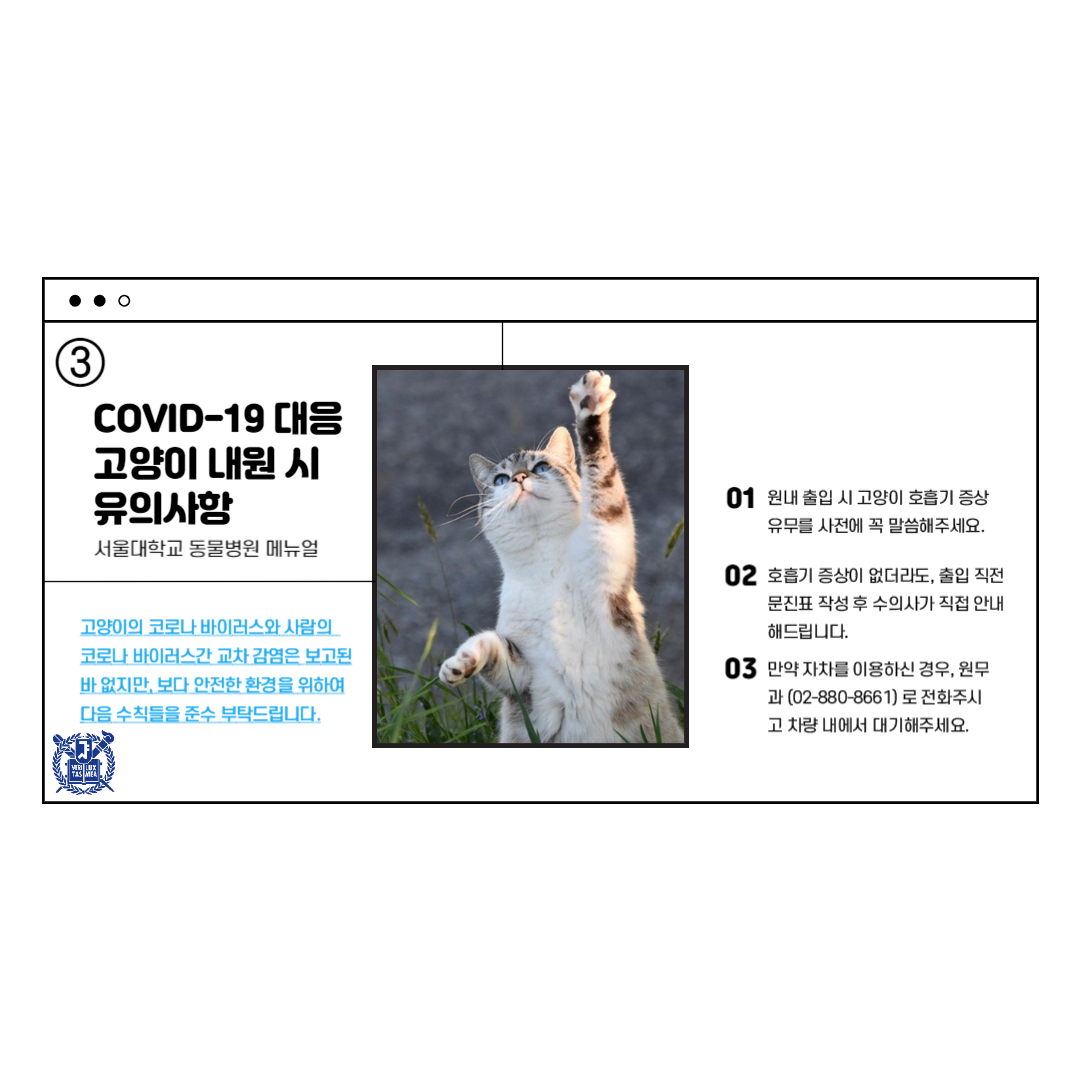 ③
COVID-19 대응
고양이 내원 시
유의사항
서울대학교 동물병원 메뉴얼
고양이의 코로나 바이러스와 사람의
코로나 바이러스간 교차 감염은 보고된
바 없지만, 보다 안전한 환경을 위하여
다음 수칙들을 준수 부탁드립니다.
VERI LUX
TAS MEA
01 원내 출입 시 고양이 호흡기 증상
유무를 사전에 꼭 말씀해주세요.
02 호흡기 증상이 없더라도, 출입 직전
문진표 작성 후 수의사가 직접 안내
해드립니다.
03 만약 자차를 이용하신 경우, 원무
과 (02-880-8661) 로 전화주시
고 차량 내에서 대기해주세요.